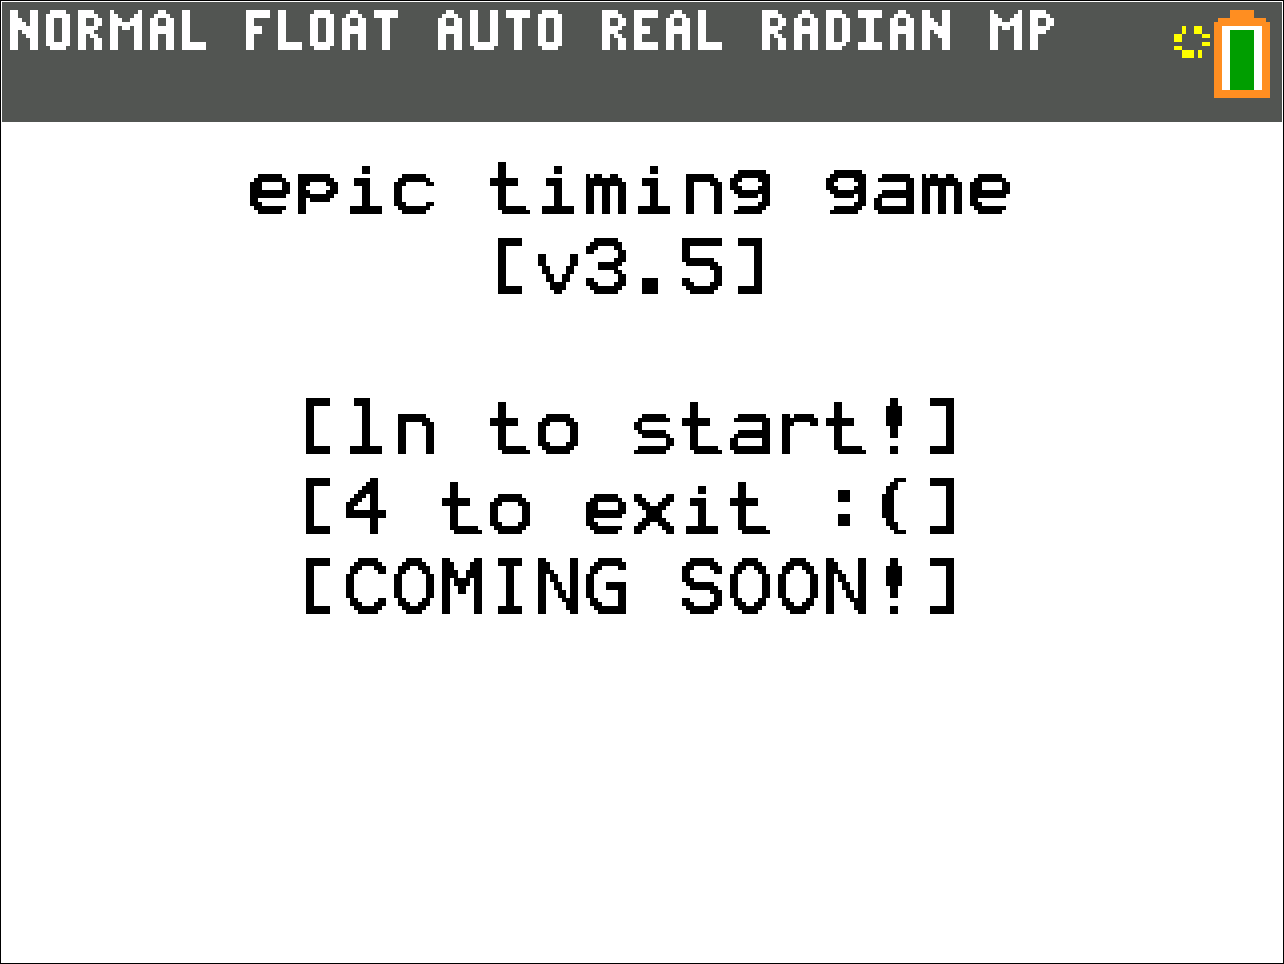 NORMAL FLOAT AUTO REAL RADIAN MP
epic timing game
[v3.5]
[ln to start!]
[4 to exit :(]
[COMING SOON!]